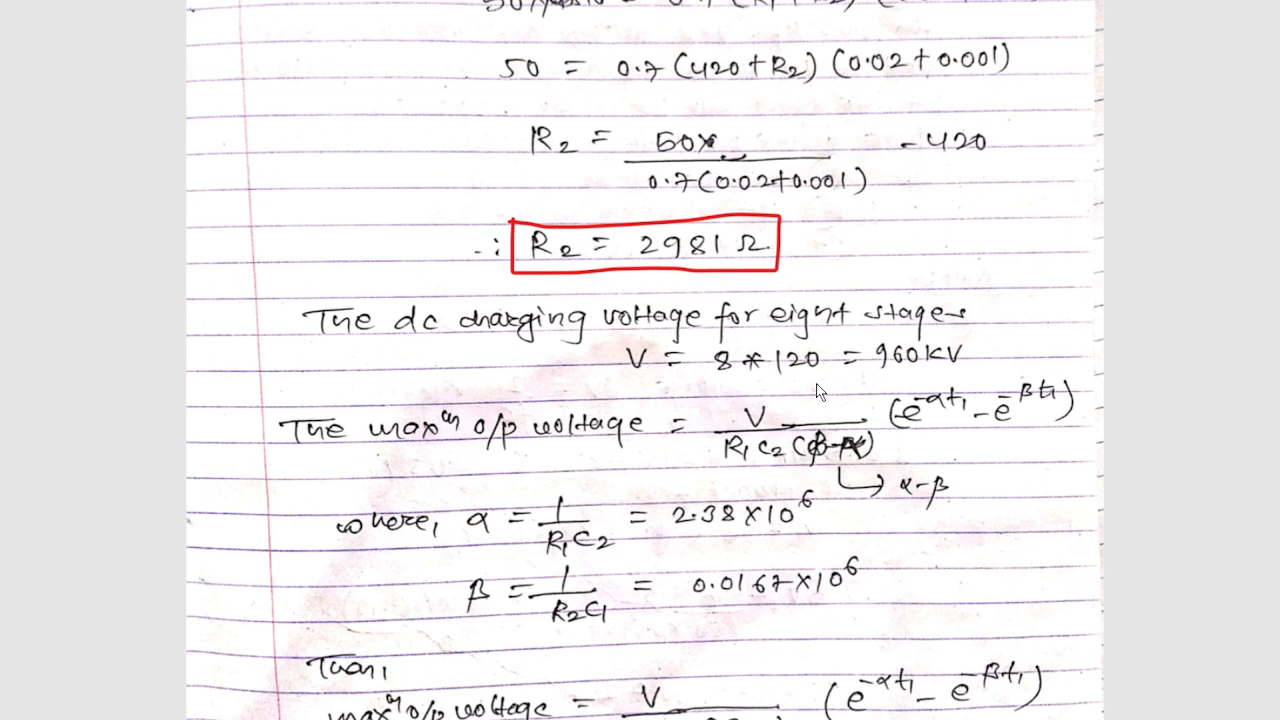 50 = 0.7 (420 + R2) (0.02 + 0.001)
R2 = 50x / 0.7 (0.02+0.001) - 420
∴ R2 = 2981 Ω
The dc charging voltage for eight stages
V = 8 * 120 = 960 KV
The max^m o/p voltage = V / R1 C2 (β-α) (e^-αt1 - e^-βt1)
↳ α-β
where, α = 1 / R1C2 = 2.38 × 10^6
β = 1 / R2C1 = 0.0167 × 10^6
Then,
max^m o/p voltage = V (e^-αt1 - e^-βt1)